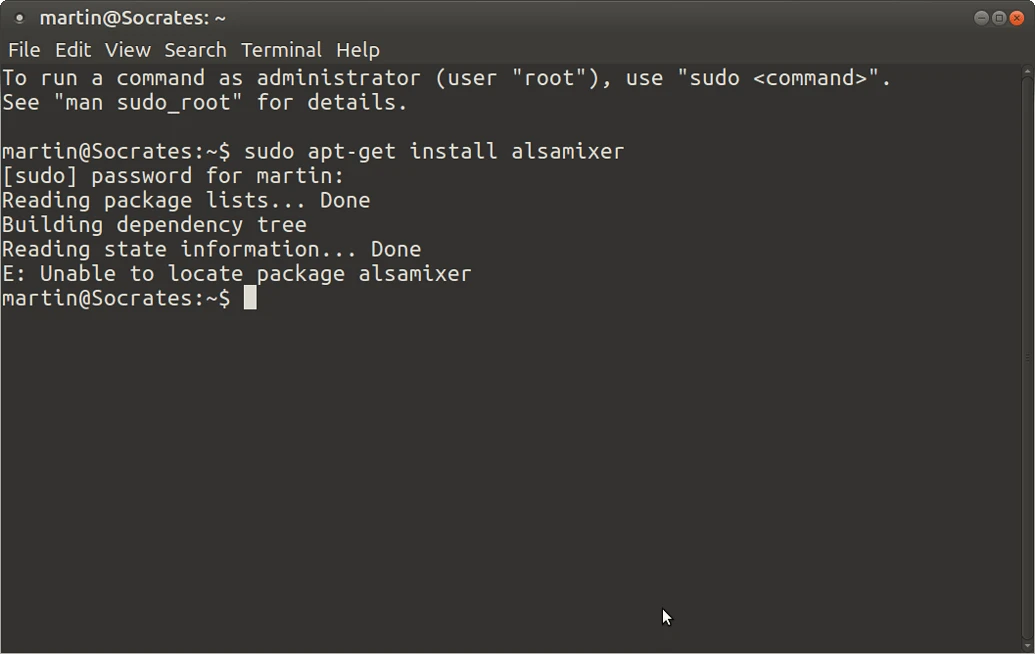 martin@Socrates: ~
File Edit View Search Terminal Help
To run a command as administrator (user "root"), use "sudo <command>".
See "man sudo_root" for details.
martin@Socrates:~$ sudo apt-get install alsamixer
[sudo] password for martin:
Reading package lists... Done
Building dependency tree
Reading state information... Done
E: Unable to locate package alsamixer
martin@Socrates:~$